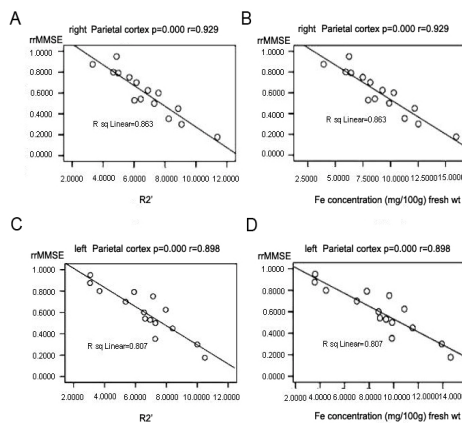 A
right Parietal cortex p=0.000 r=0.929
rrMMSE
1.0000
0.8000
0.6000
0.4000
0.2000
0.0000
R sq Linear=0.863
2.0000 4.0000 6.0000 8.0000 10.0000 12.0000
R2'
B
right Parietal cortex p=0.000 r=0.929
rrMMSE
1.0000
0.8000
0.6000
0.4000
0.2000
0.0000
R sq Linear=0.863
2.5000 5.0000 7.5000 10.0000 12.5000 15.0000
Fe concentration (mg/100g) fresh wt
C
left Parietal cortex p=0.000 r=0.898
rrMMSE
1.0000
0.8000
0.6000
0.4000
0.2000
0.0000
R sq Linear=0.807
2.0000 4.0000 6.0000 8.0000 10.0000 12.0000
R2'
D
left Parietal cortex p=0.000 r=0.898
rrMMSE
1.0000
0.8000
0.6000
0.4000
0.2000
0.0000
R sq Linear=0.807
2.0000 4.0000 6.0000 8.0000 10.0000 12.0000 14.0000
Fe concentration (mg/100g) fresh wt